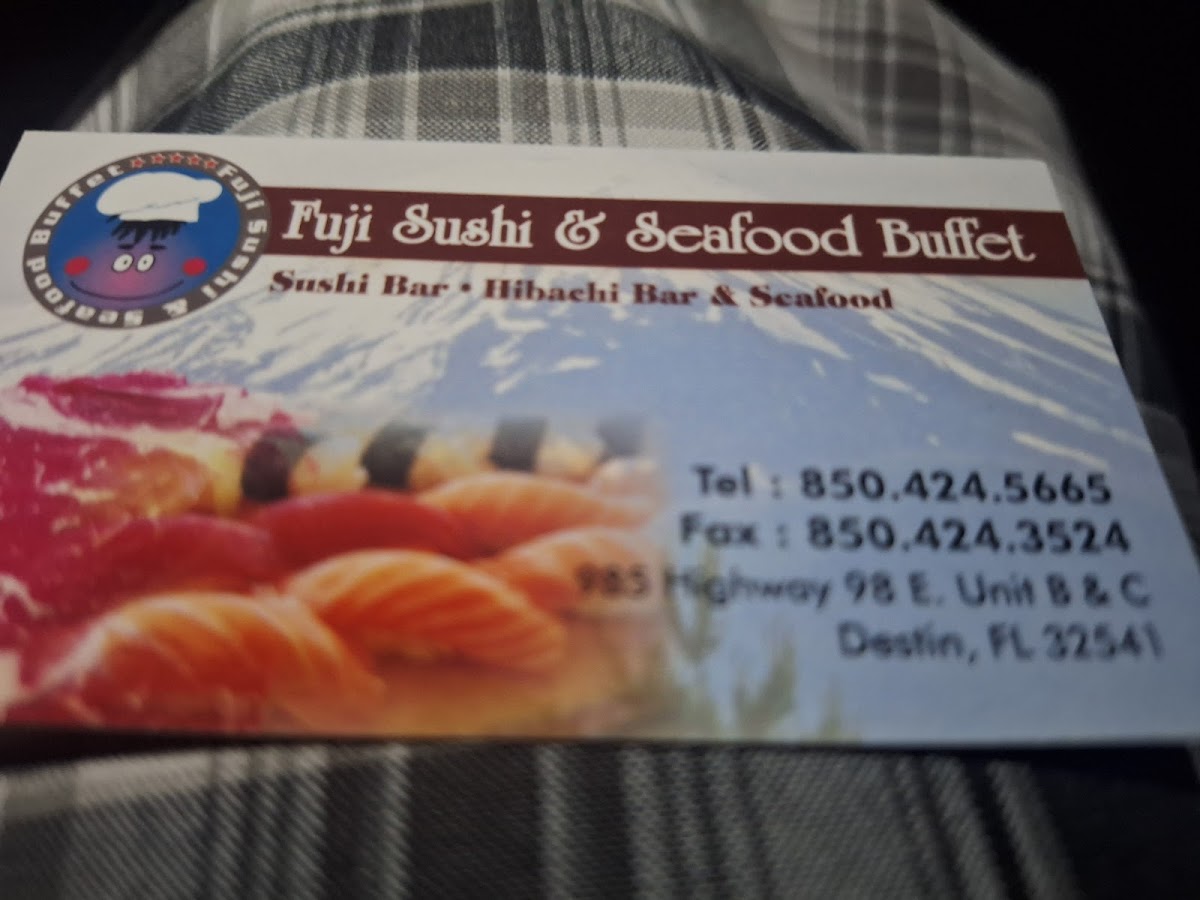 Buffet ☆☆☆☆☆ Fuji Sushi & Seafood
Fuji Sushi & Seafood Buffet
Sushi Bar • Hibachi Bar & Seafood
Tel : 850.424.5665
Fax : 850.424.3524
985 Highway 98 E. Unit B & C
Destin, FL 32541